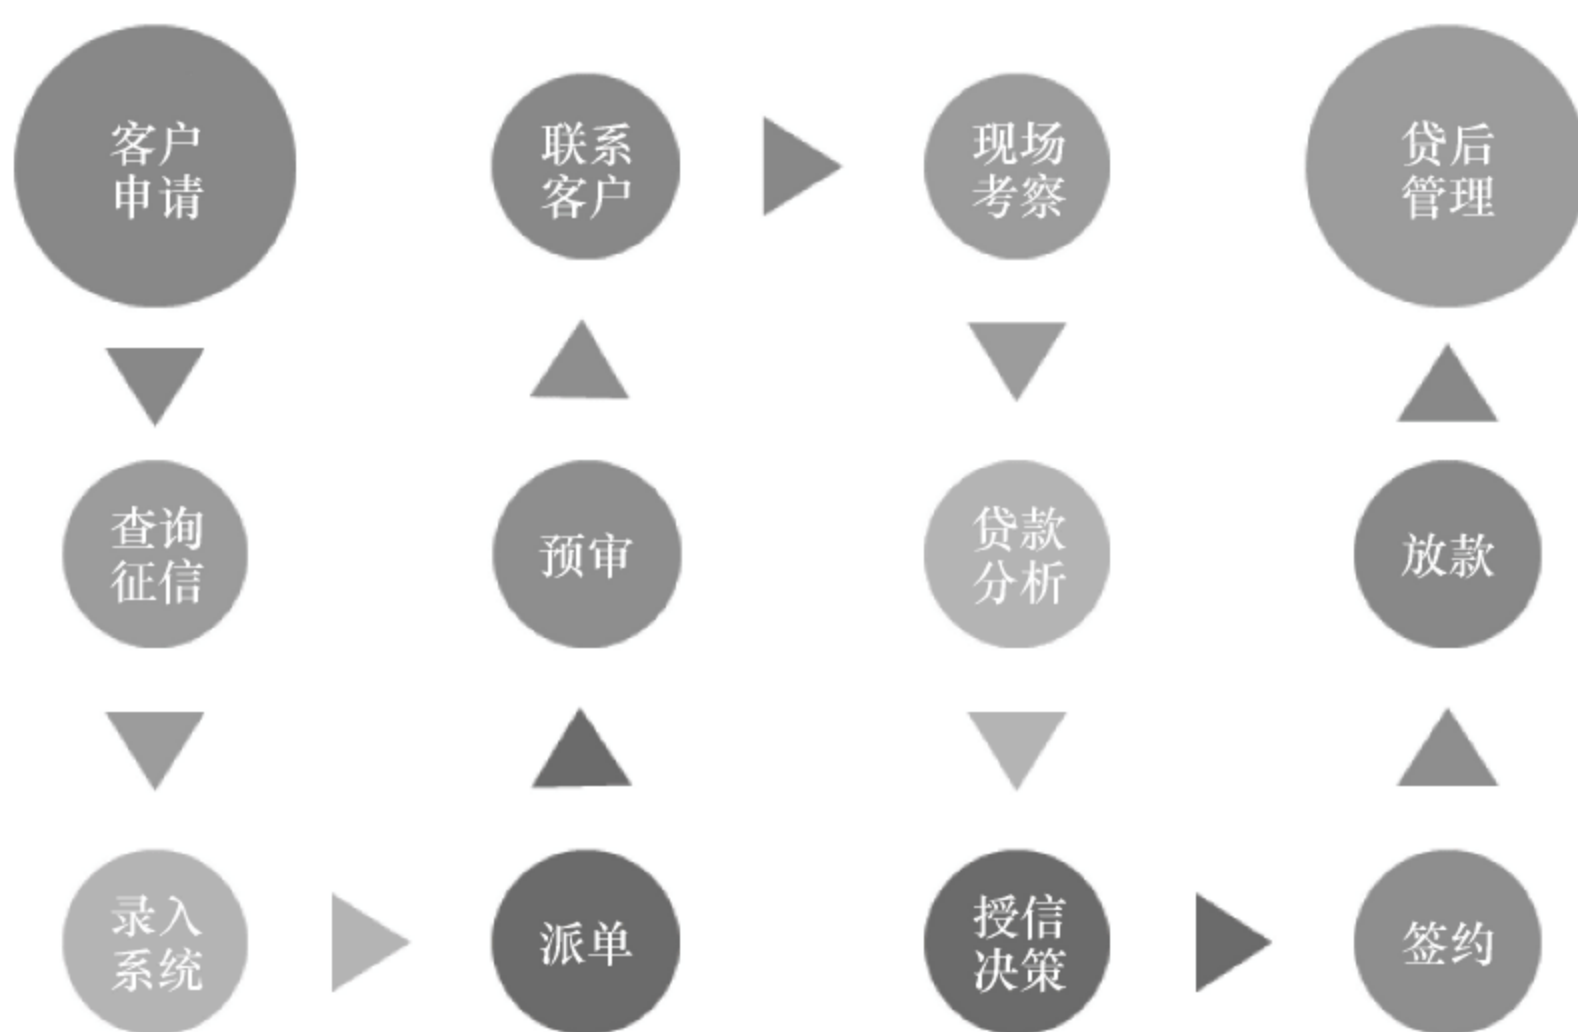 客户
申请
查询
征信
录入
系统
派单
预审
联系
客户
现场
考察
贷款
分析
授信
决策
签约
放款
贷后
管理